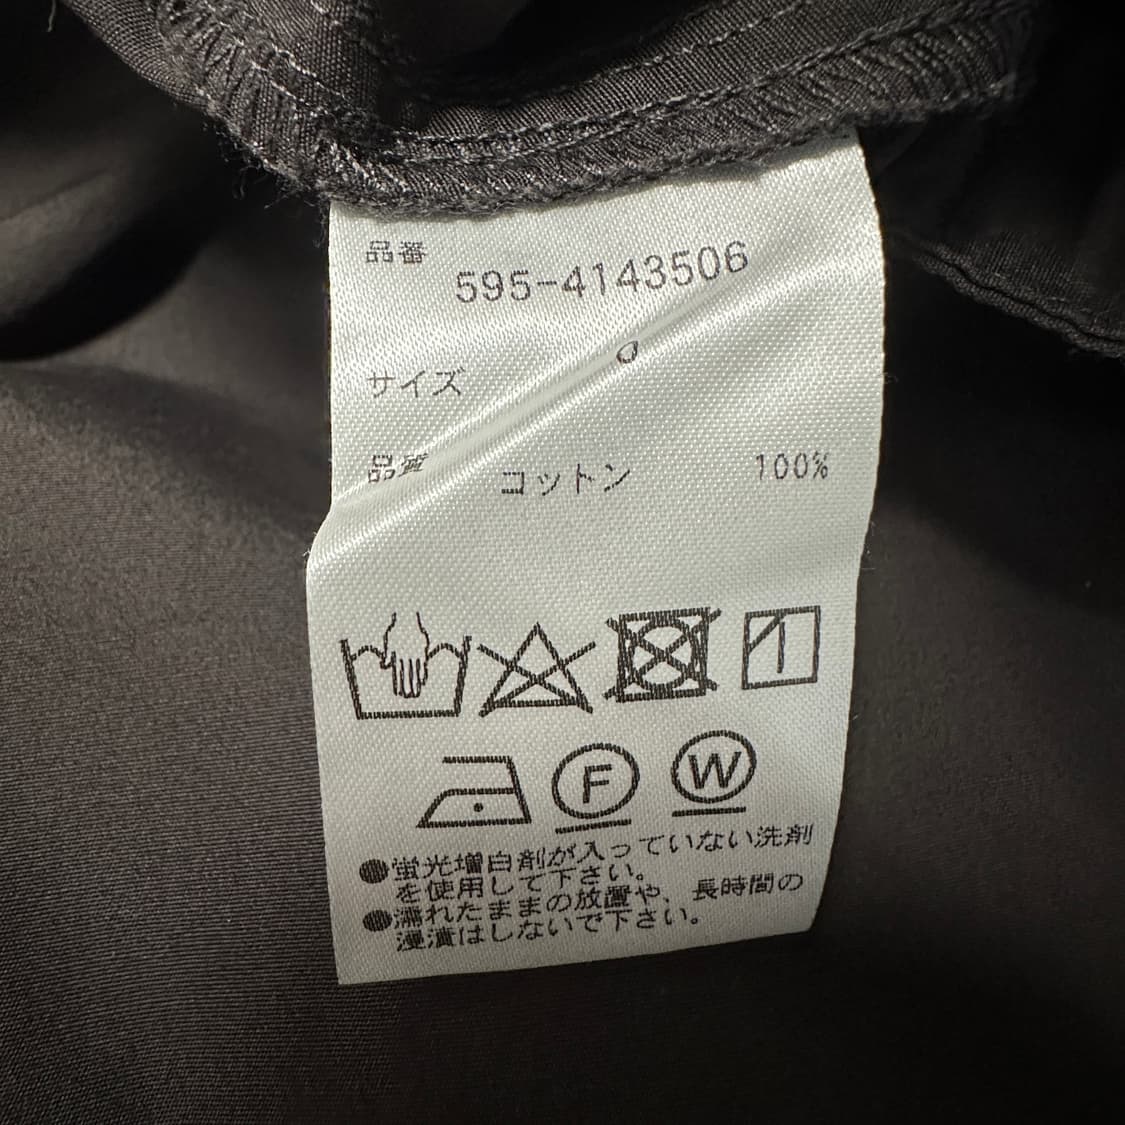 品番
595-4143506
0
サイズ
品質 コットン 100%
F W
●蛍光増白剤が入っていない洗剤
を使用して下さい。
●濡れたままの放置や、長時間の
浸漬はしないで下さい。